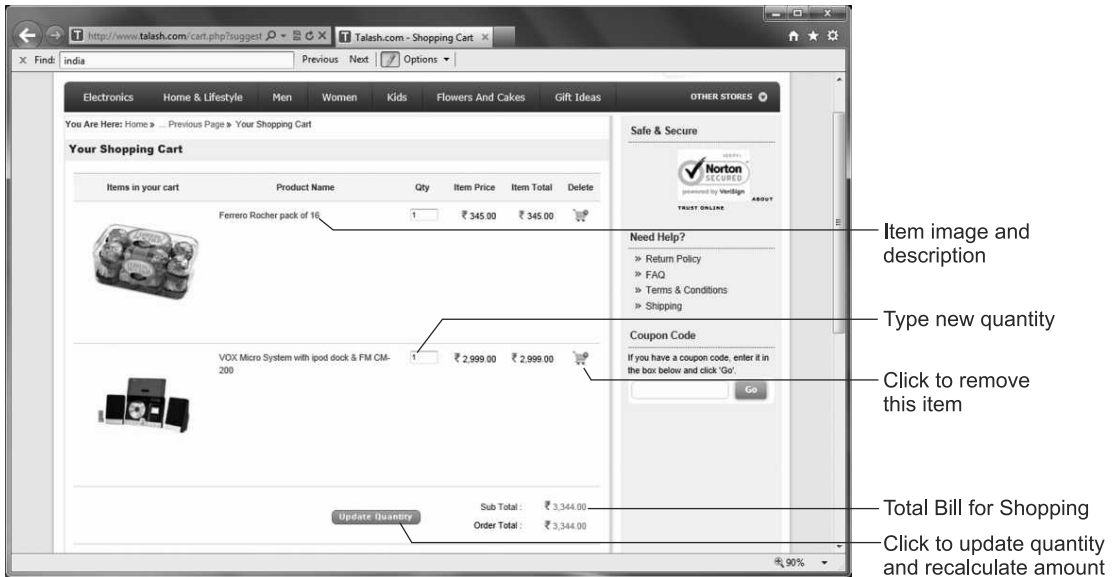 http://www.talash.com/cart.php?suggest
Talash.com - Shopping Cart
x Find: india Previous Next Options
Electronics Home & Lifestyle Men Women Kids Flowers And Cakes Gift Ideas OTHER STORES
You Are Here: Home » ... Previous Page » Your Shopping Cart
Your Shopping Cart
Items in your cart Product Name Qty Item Price Item Total Delete
Ferrero Rocher pack of 16 1 ₹ 345.00 ₹ 345.00
VOX Micro System with ipod dock & FM CM-
200
1 ₹ 2,999.00 ₹ 2,999.00
Update Quantity
Sub Total : ₹ 3,344.00
Order Total : ₹ 3,344.00
Safe & Secure
Norton
SECURED
powered by VeriSign
ABOUT
TRUST ONLINE
Need Help?
» Return Policy
» FAQ
» Terms & Conditions
» Shipping
Coupon Code
If you have a coupon code, enter it in
the box below and click 'Go'.
Go
90%
Item image and
description
Type new quantity
Click to remove
this item
Total Bill for Shopping
Click to update quantity
and recalculate amount